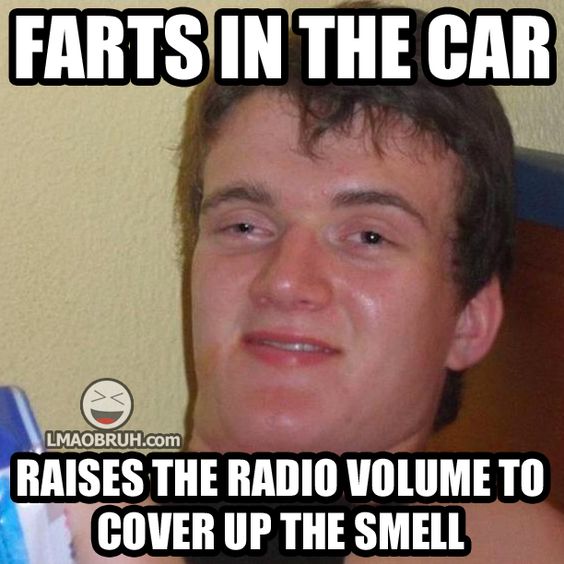 FARTS IN THE CAR
LMAOBRUH.com
RAISES THE RADIO VOLUME TO
COVER UP THE SMELL